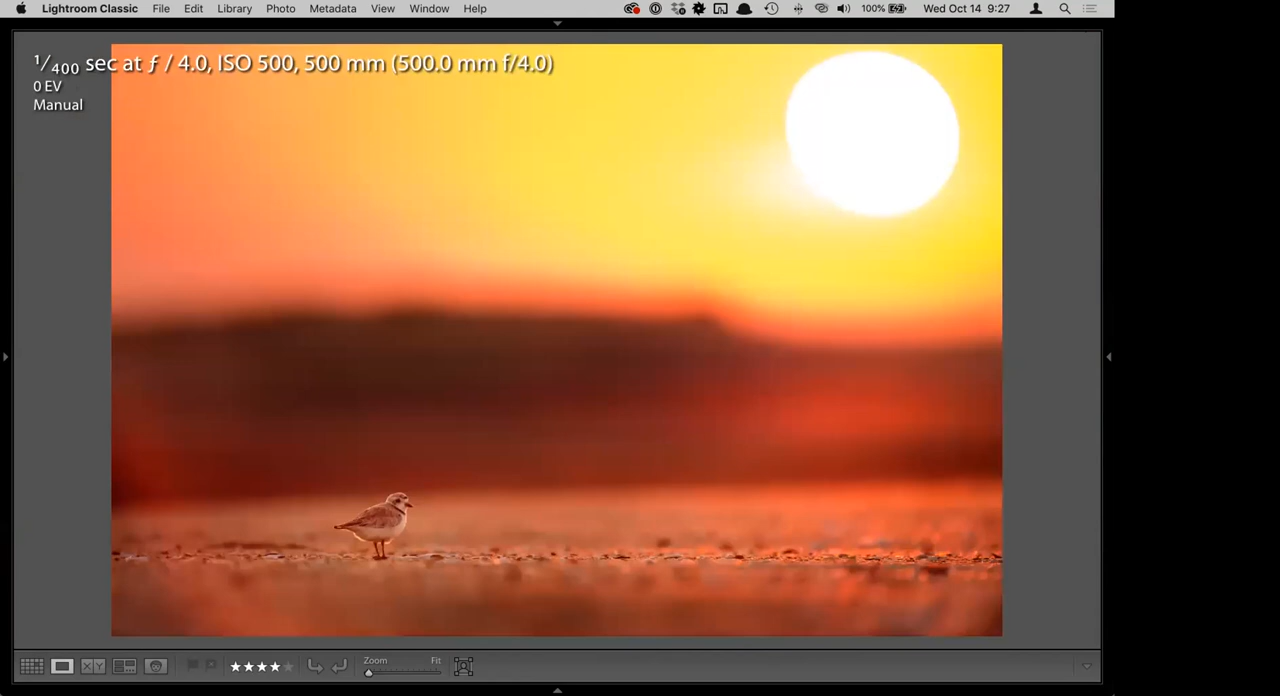 Lightroom Classic File Edit Library Photo Metadata View Window Help 100% Wed Oct 14 9:27
1/400 sec at ƒ / 4.0, ISO 500, 500 mm (500.0 mm f/4.0)
0 EV
Manual
XY Zoom Fit